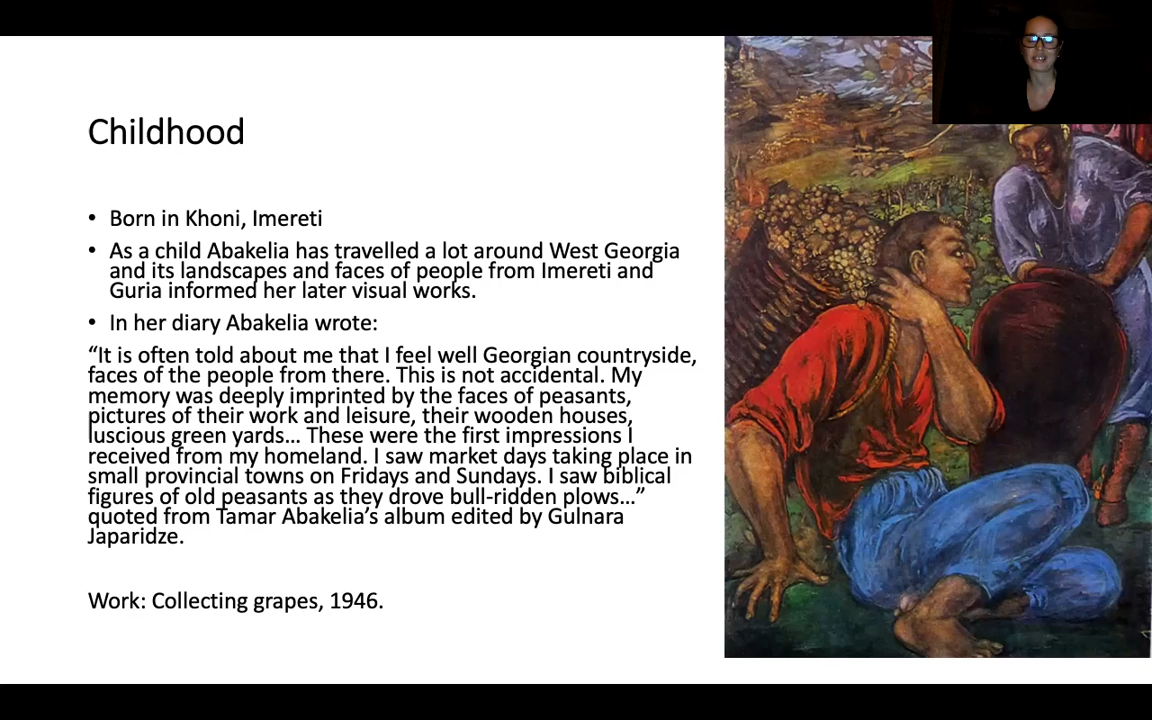 Childhood
• Born in Khoni, Imereti
• As a child Abakelia has travelled a lot around West Georgia
and its landscapes and faces of people from Imereti and
Guria informed her later visual works.
• In her diary Abakelia wrote:
“It is often told about me that I feel well Georgian countryside,
faces of the people from there. This is not accidental. My
memory was deeply imprinted by the faces of peasants,
pictures of their work and leisure, their wooden houses,
luscious green yards… These were the first impressions I
received from my homeland. I saw market days taking place in
small provincial towns on Fridays and Sundays. I saw biblical
figures of old peasants as they drove bull-ridden plows…”
quoted from Tamar Abakelia’s album edited by Gulnara
Japaridze.
Work: Collecting grapes, 1946.